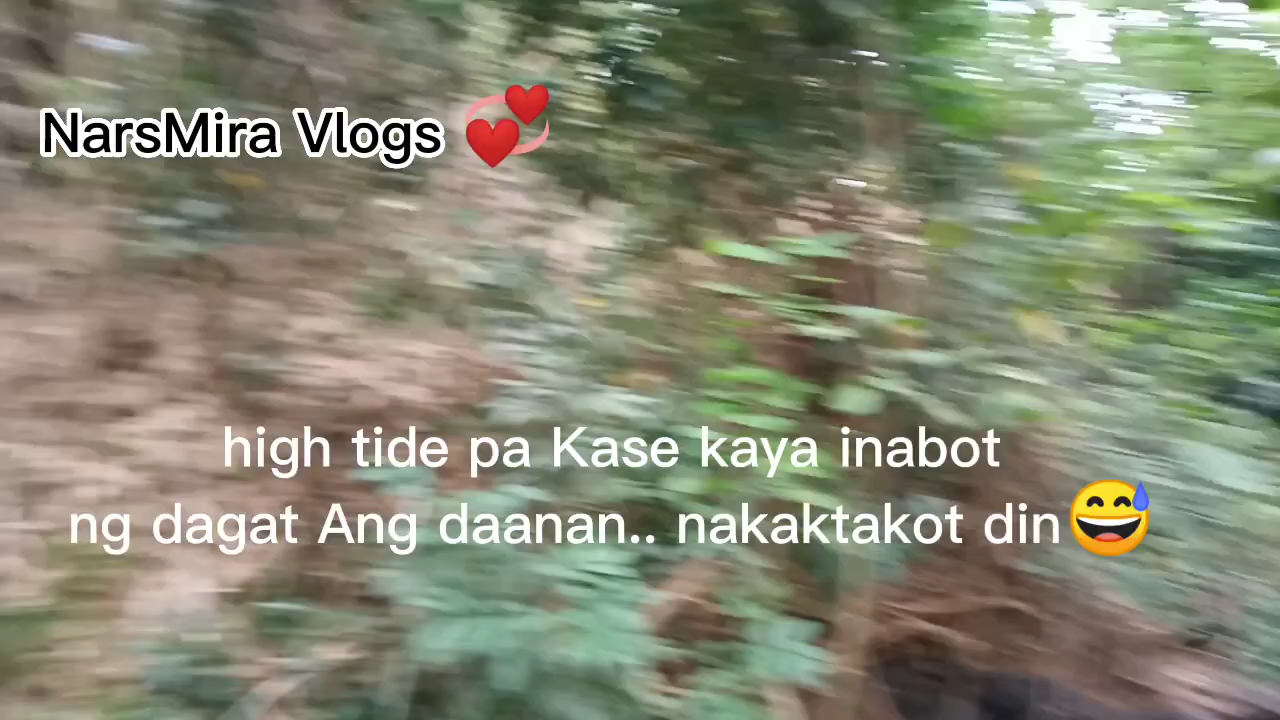 NarsMira Vlogs 💞
high tide pa Kase kaya inabot
ng dagat Ang daanan.. nakaktakot din😅